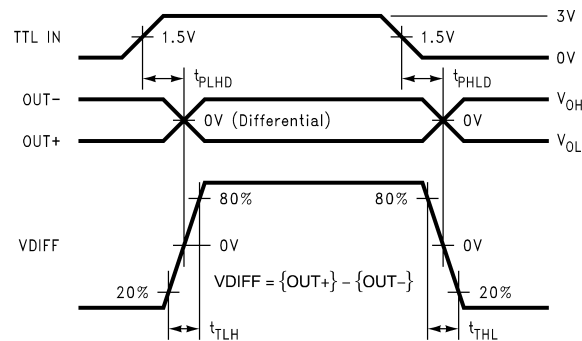 3V
TTL IN 1.5V 1.5V
0V
tPLHD tPHLD
OUT- VOH
0V (Differential) 0V
OUT+ VOL
80% 80%
VDIFF 0V 0V
20% VDIFF = {OUT+} - {OUT-} 20%
tTLH tTHL